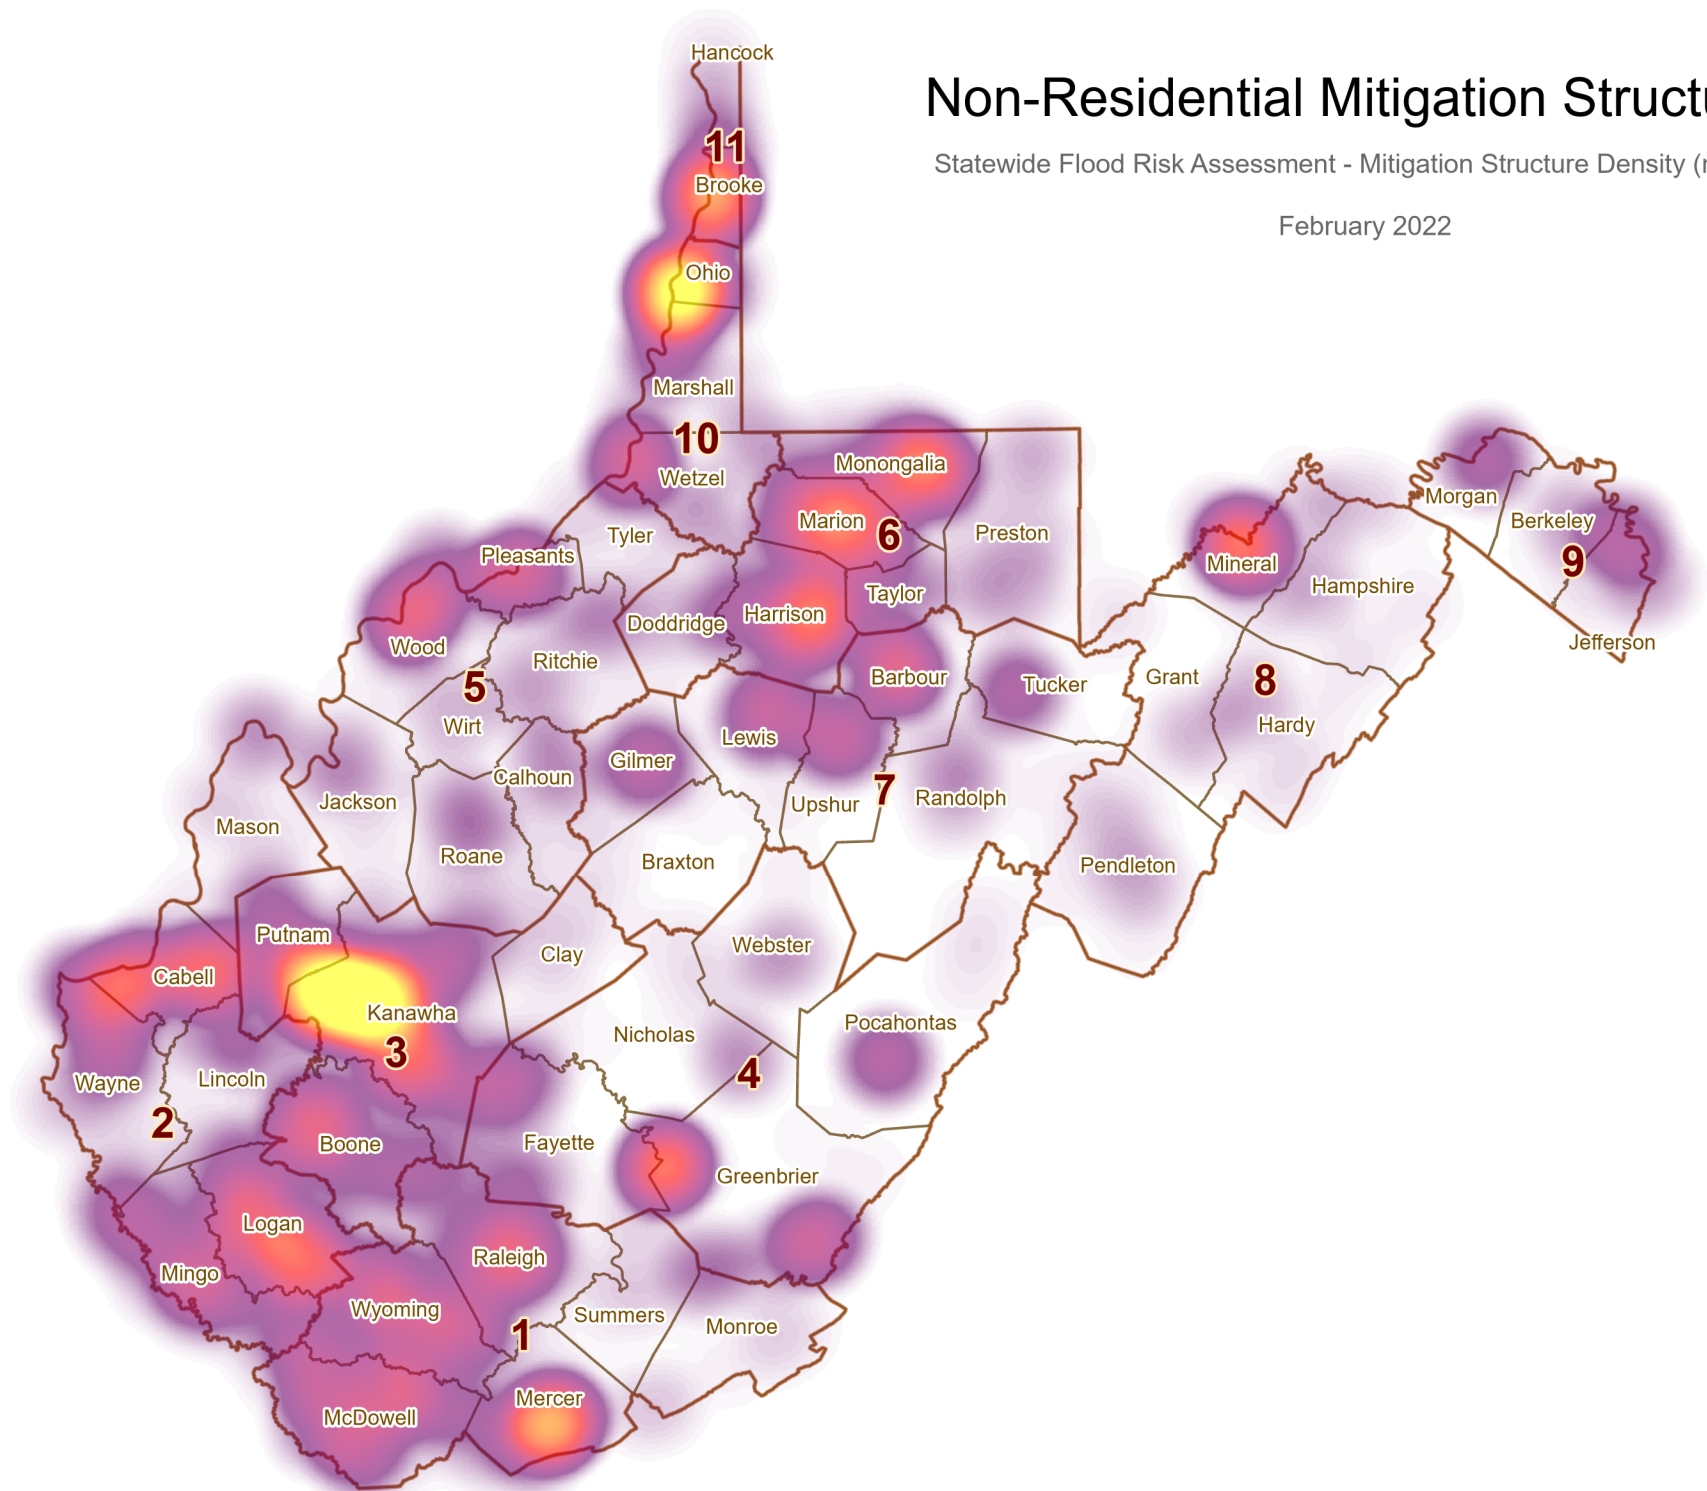 Hancock
Non-Residential Mitigation Struct
11
Statewide Flood Risk Assessment - Mitigation Structure Density (
Brooke
February 2022
Ohio
Marshall
10
Monongalia
Wetzel
Morgan
Marion
Berkeley
6
Tyler
Preston
Pleasants
9
Mineral
Hampshire
Taylor
Harrison
Doddridge
Jefferson
Wood
Ritchie
Barbour
Grant
8
5
Tucker
Wirt
Hardy
Lewis
Gilmer
Calhoun
7
Randolph
Jackson
Upshur
Mason
Roane
Braxton
Pendleton
Putnam
Webster
Clay
Cabell
Kanawha
Pocahontas
Nicholas
3
4
Wayne
Lincoln
2
Boone
Fayette
Greenbrier
Logan
Raleigh
Mingo
Wyoming
Summers
Monroe
1
Mercer
McDowell